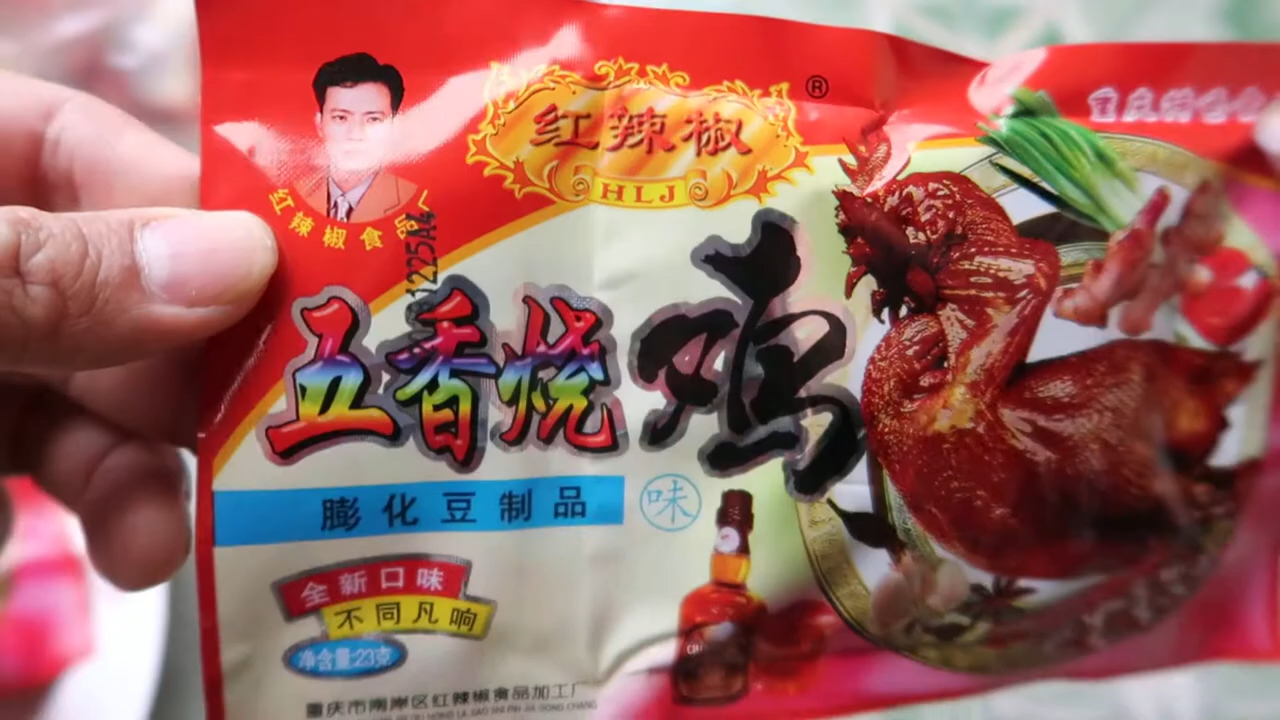 红辣椒
®
HLJ
红辣椒食品厂
1225A4
五香烧鸡
膨化豆制品
味
全新口味
不同凡响
净含量:23克
重庆市南岸区红辣椒食品加工厂